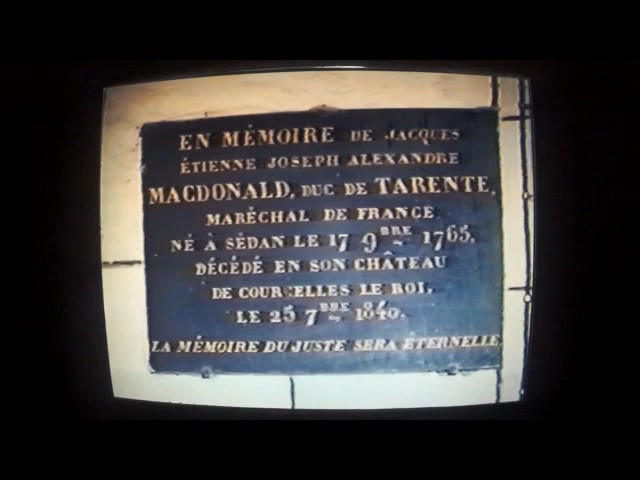 EN MÉMOIRE DE JACQUES
ÉTIENNE JOSEPH ALEXANDRE
MACDONALD, DUC DE TARENTE,
MARÉCHAL DE FRANCE
NÉ À SÉDAN LE 17 9BRE 1765,
DÉCÉDÉ EN SON CHÂTEAU
DE COURCELLES LE ROI,
LE 25 7BRE 1840.
LA MÉMOIRE DU JUSTE SERA ÉTERNELLE